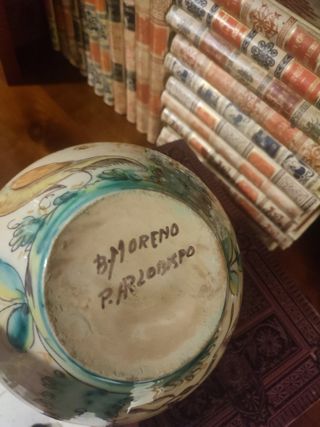 B, MORENO
P. ARZOBISPO